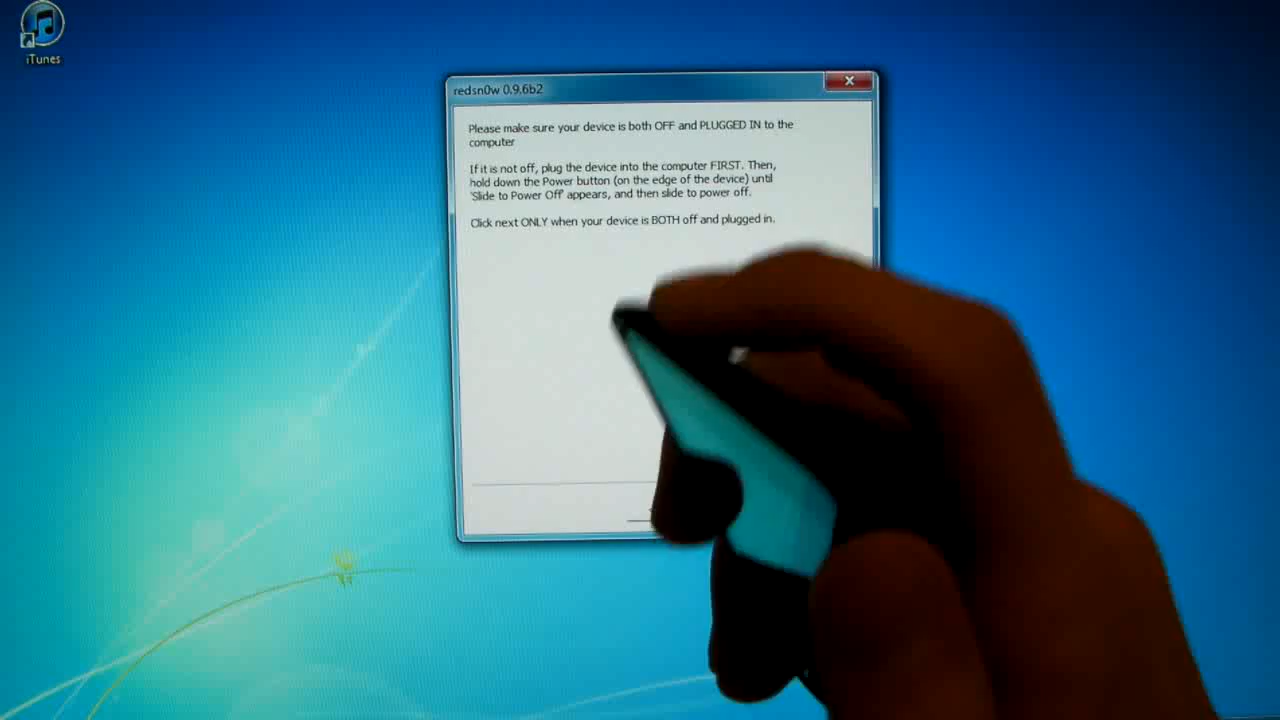 iTunes
redsn0w 0.9.6b2
Please make sure your device is both OFF and PLUGGED IN to the
computer
If it is not off, plug the device into the computer FIRST. Then,
hold down the Power button (on the edge of the device) until
'Slide to Power Off' appears, and then slide to power off.
Click next ONLY when your device is BOTH off and plugged in.